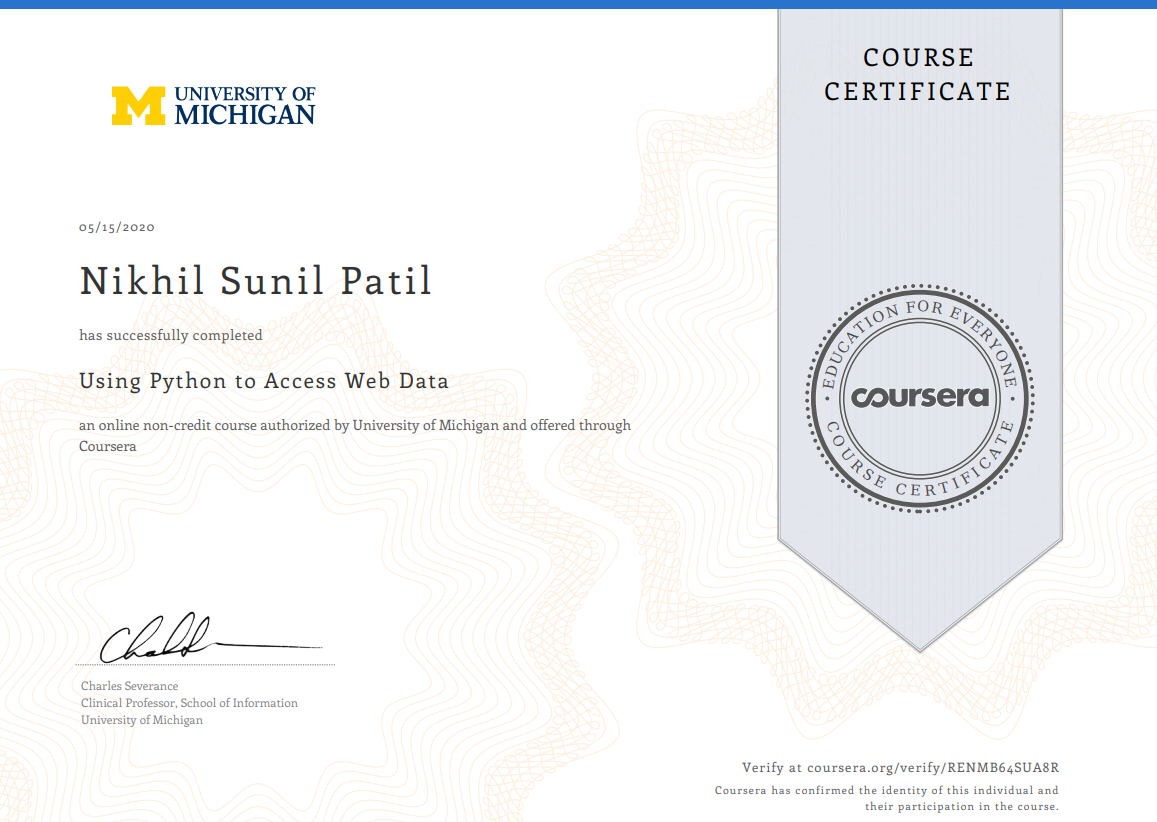 UNIVERSITY OF
MICHIGAN
05/15/2020
Nikhil Sunil Patil
has successfully completed
Using Python to Access Web Data
an online non-credit course authorized by University of Michigan and offered through
Coursera
Charles Severance
Clinical Professor, School of Information
University of Michigan
COURSE
CERTIFICATE
EDUCATION FOR EVERYONE
coursera
COURSE CERTIFICATE
Verify at coursera.org/verify/RENMB64SUA8R
Coursera has confirmed the identity of this individual and
their participation in the course.